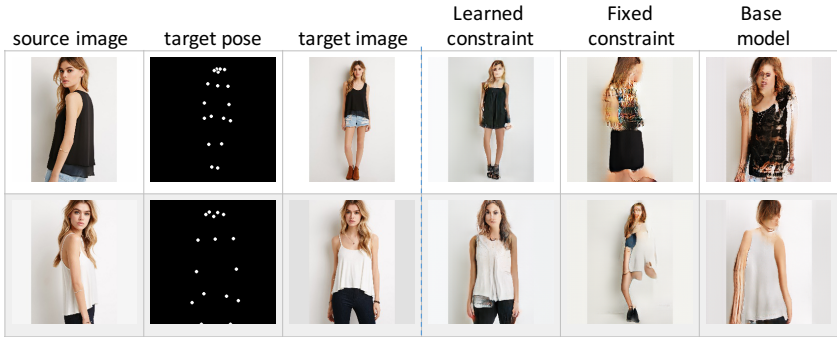 source image
target pose
target image
Learned
constraint
Fixed
constraint
Base
model